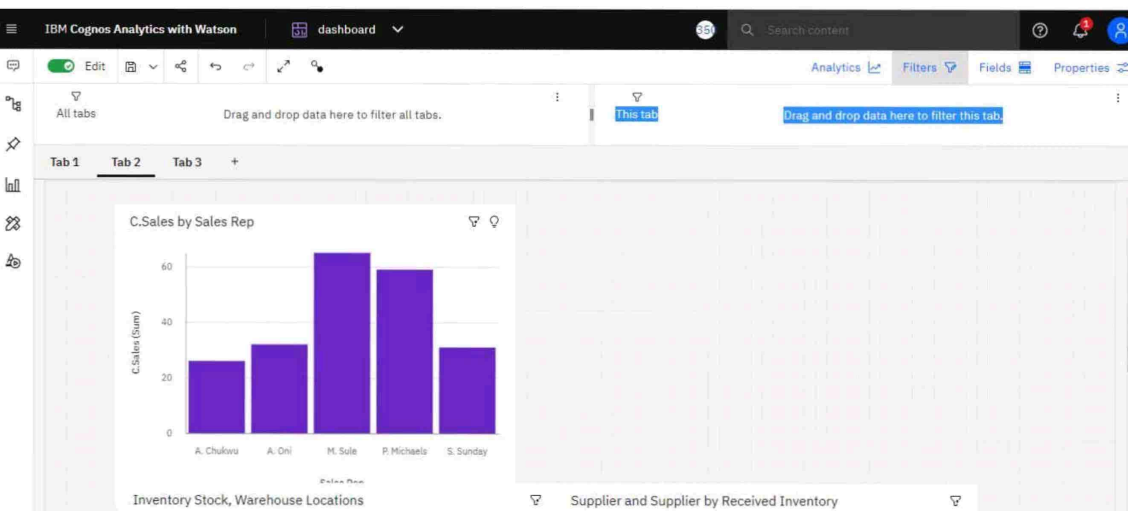 IBM Cognos Analytics with Watson
dashboard
350
Search content
1
Edit
Analytics
Filters
Fields
Properties
All tabs
Drag and drop data here to filter all tabs.
This tab
Drag and drop data here to filter this tab.
Tab 1
Tab 2
Tab 3
+
C.Sales by Sales Rep
60
40
20
0
C.Sales (Sum)
A. Chukwu
A. Oni
M. Sule
P. Michaels
S. Sunday
Sales Rep
Inventory Stock, Warehouse Locations
Supplier and Supplier by Received Inventory